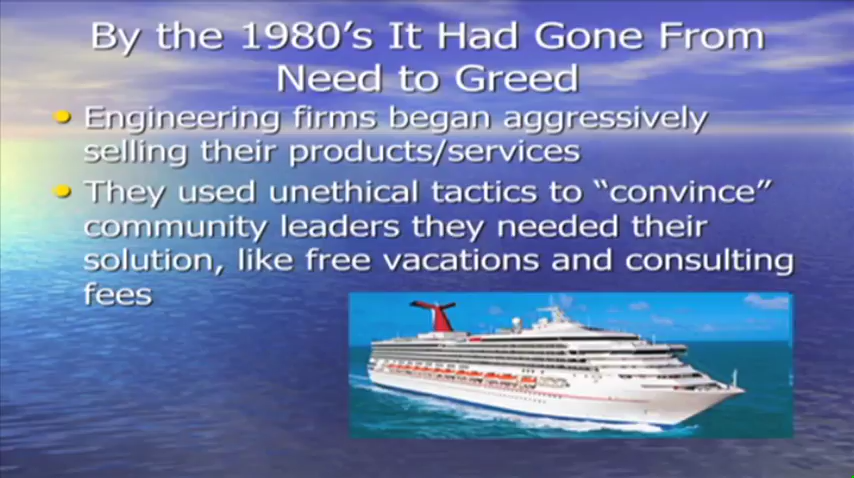 By the 1980's It Had Gone From
Need to Greed
Engineering firms began aggressively
selling their products/services
They used unethical tactics to “convince”
community leaders they needed their
solution, like free vacations and consulting
fees